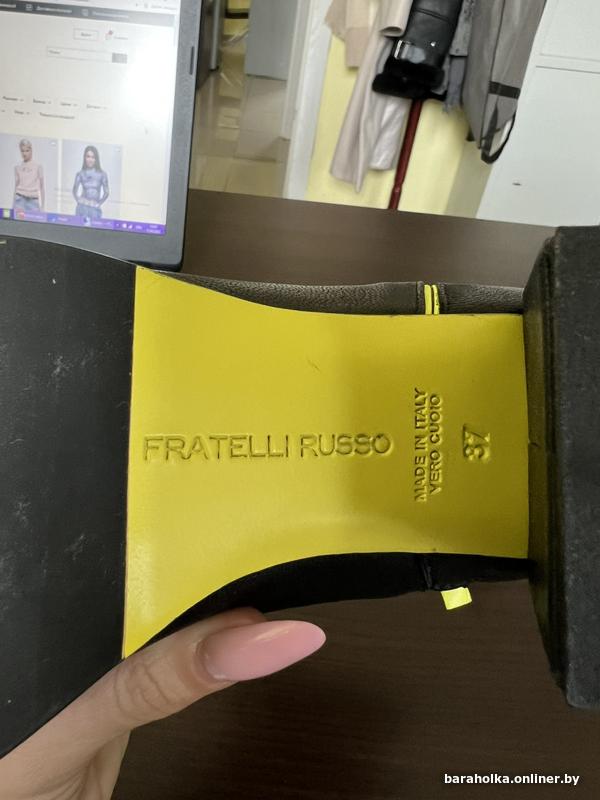 FRATELLI RUSSO
MADE IN ITALY
VERO CUOIO
37
baraholka.onliner.by